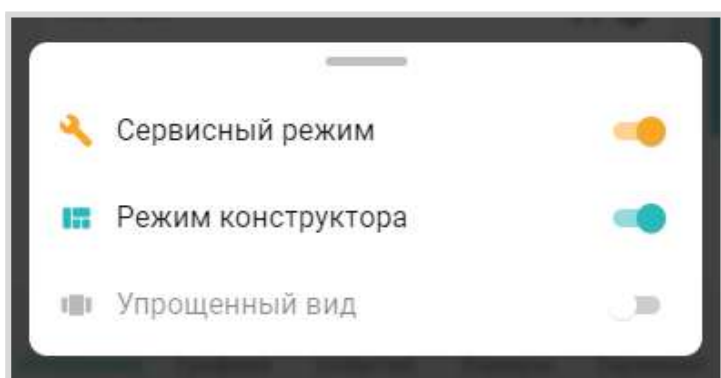 Сервисный режим
Режим конструктора
Упрощенный вид